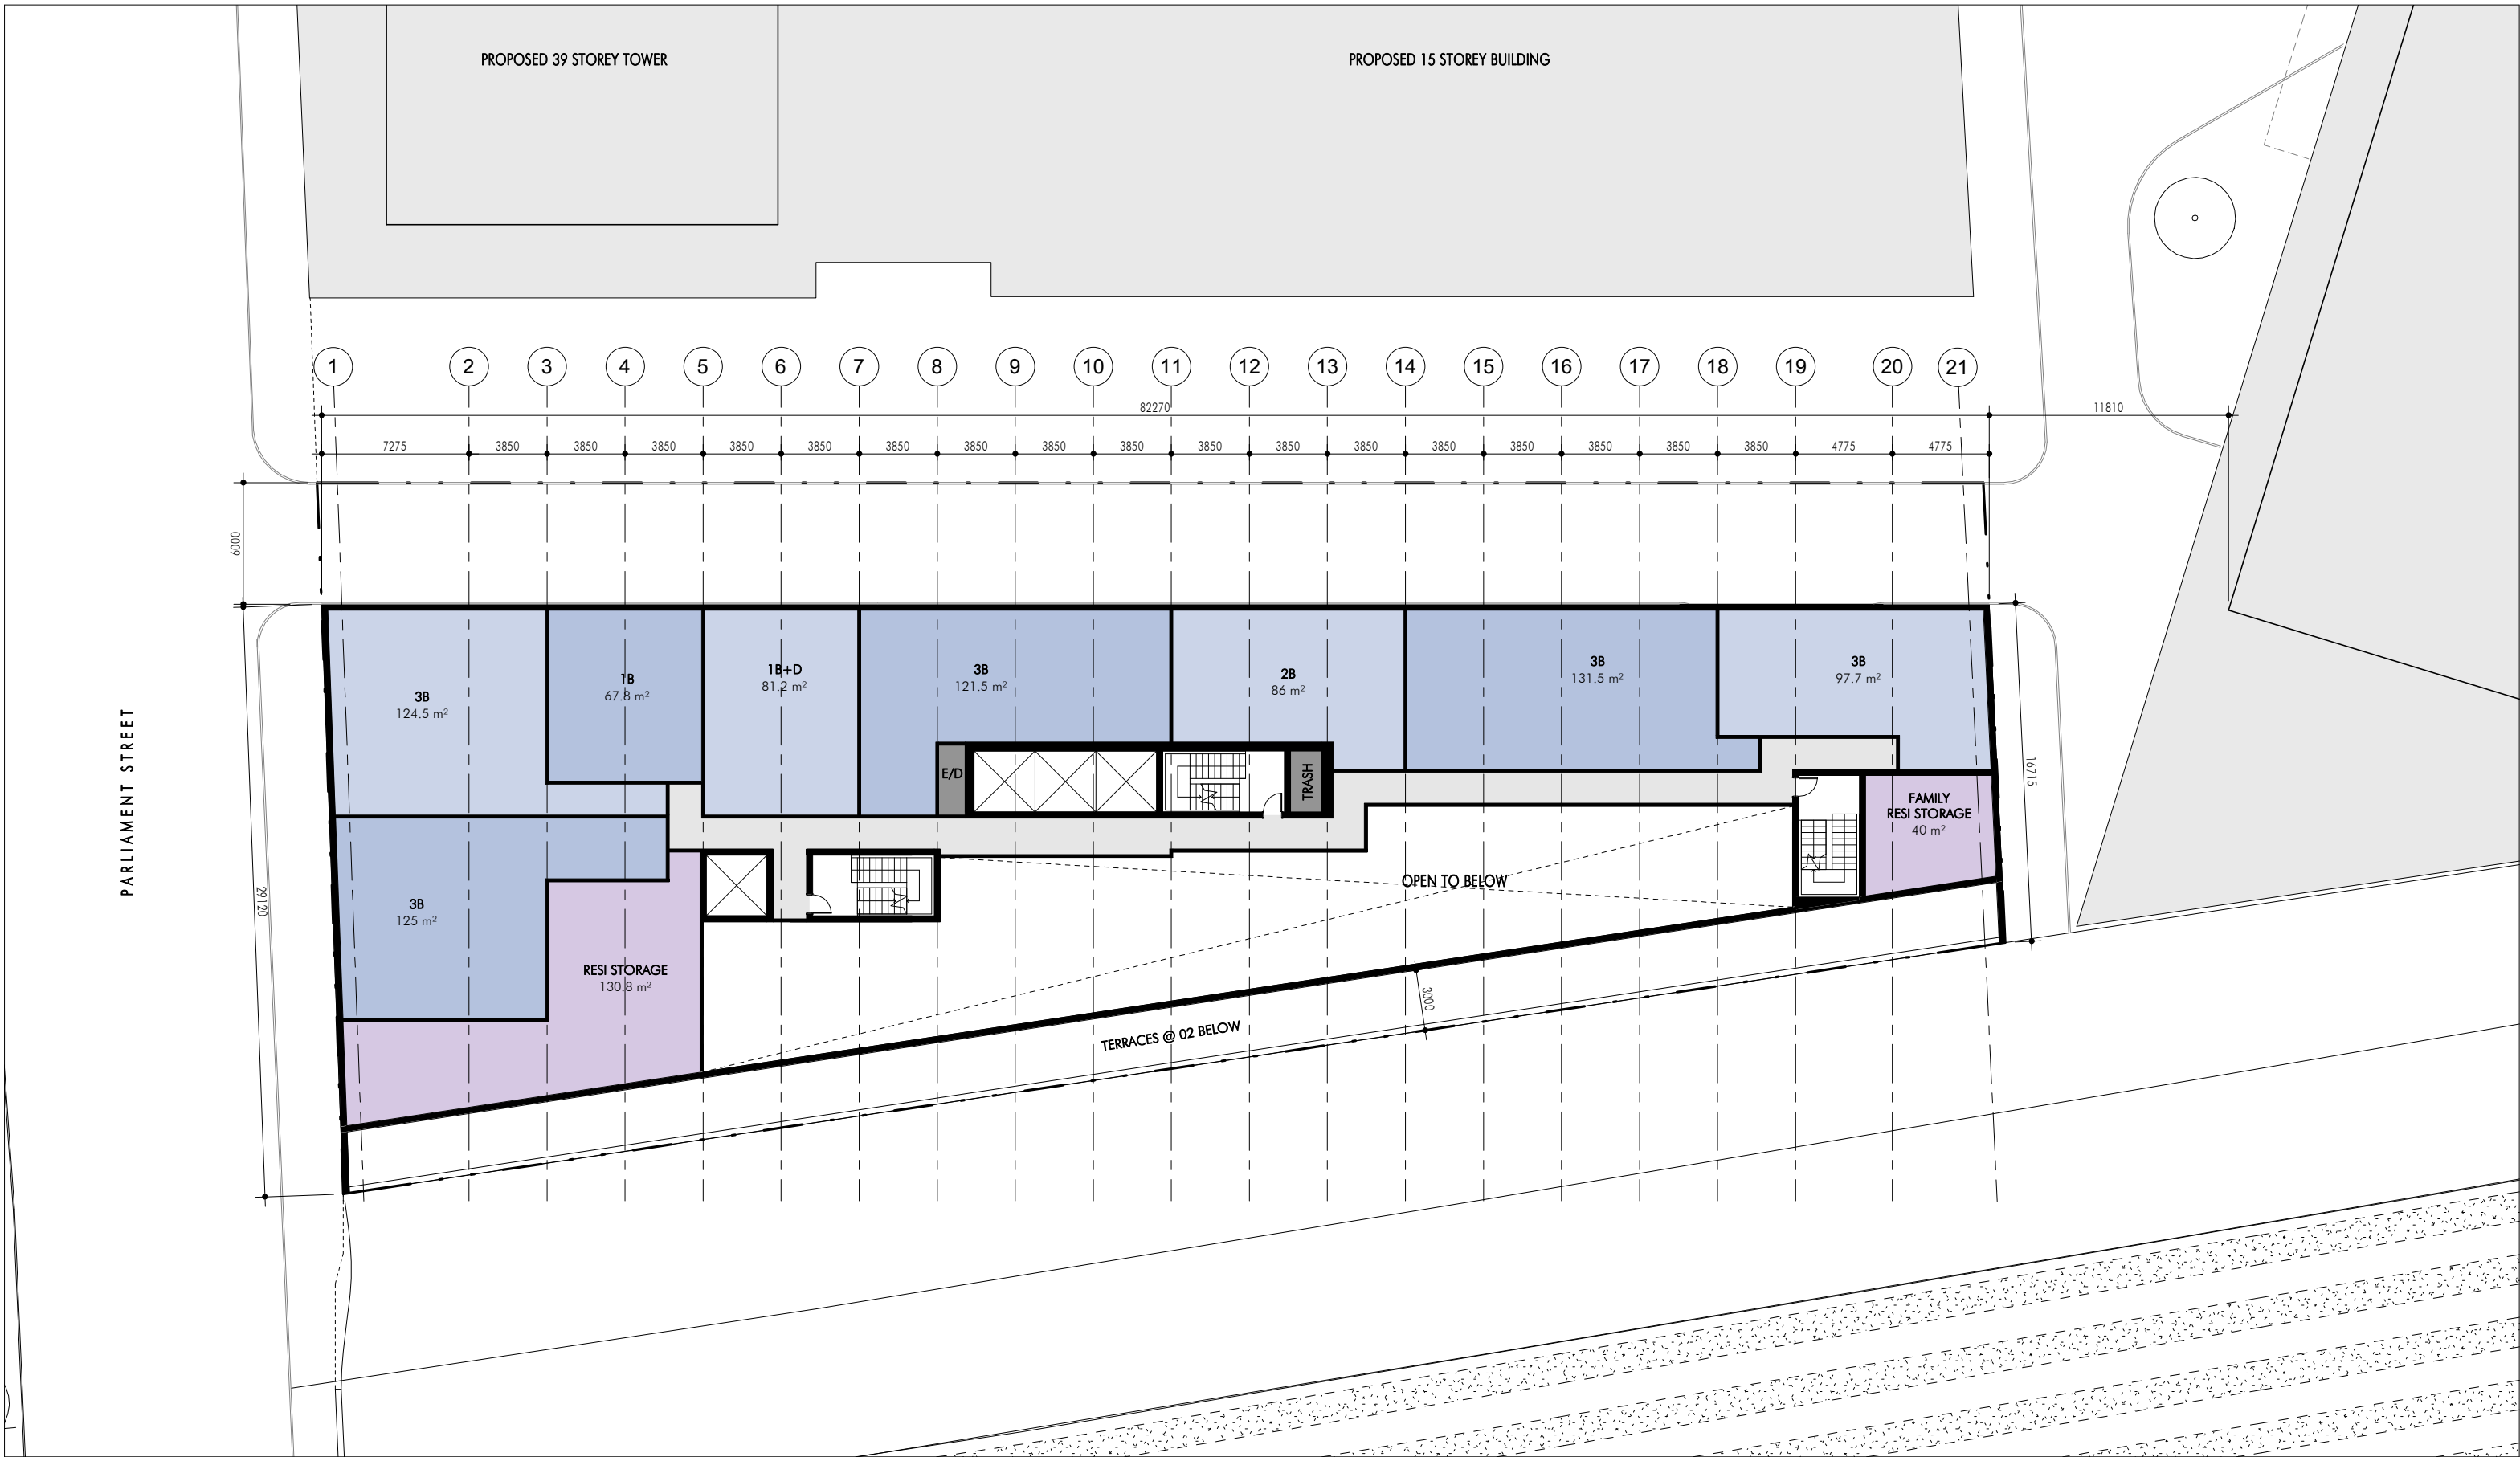 PROPOSED 39 STOREY TOWER
PROPOSED 15 STOREY BUILDING
1 2 3 4 5 6 7 8 9 10 11 12 13 14 15 16 17 18 19 20 21
82270
11810
7275 3850 3850 3850 3850 3850 3850 3850 3850 3850 3850 3850 3850 3850 3850 3850 3850 3850 4775 4775
6000
3B
124.5 m²
1B
67.8 m²
1B+D
81.2 m²
3B
121.5 m²
2B
86 m²
3B
131.5 m²
3B
97.7 m²
E/D
TRASH
FAMILY
RESI STORAGE
40 m²
16715
PARLIAMENT STREET
29120
3B
125 m²
RESI STORAGE
130.8 m²
OPEN TO BELOW
3000
TERRACES @ 02 BELOW